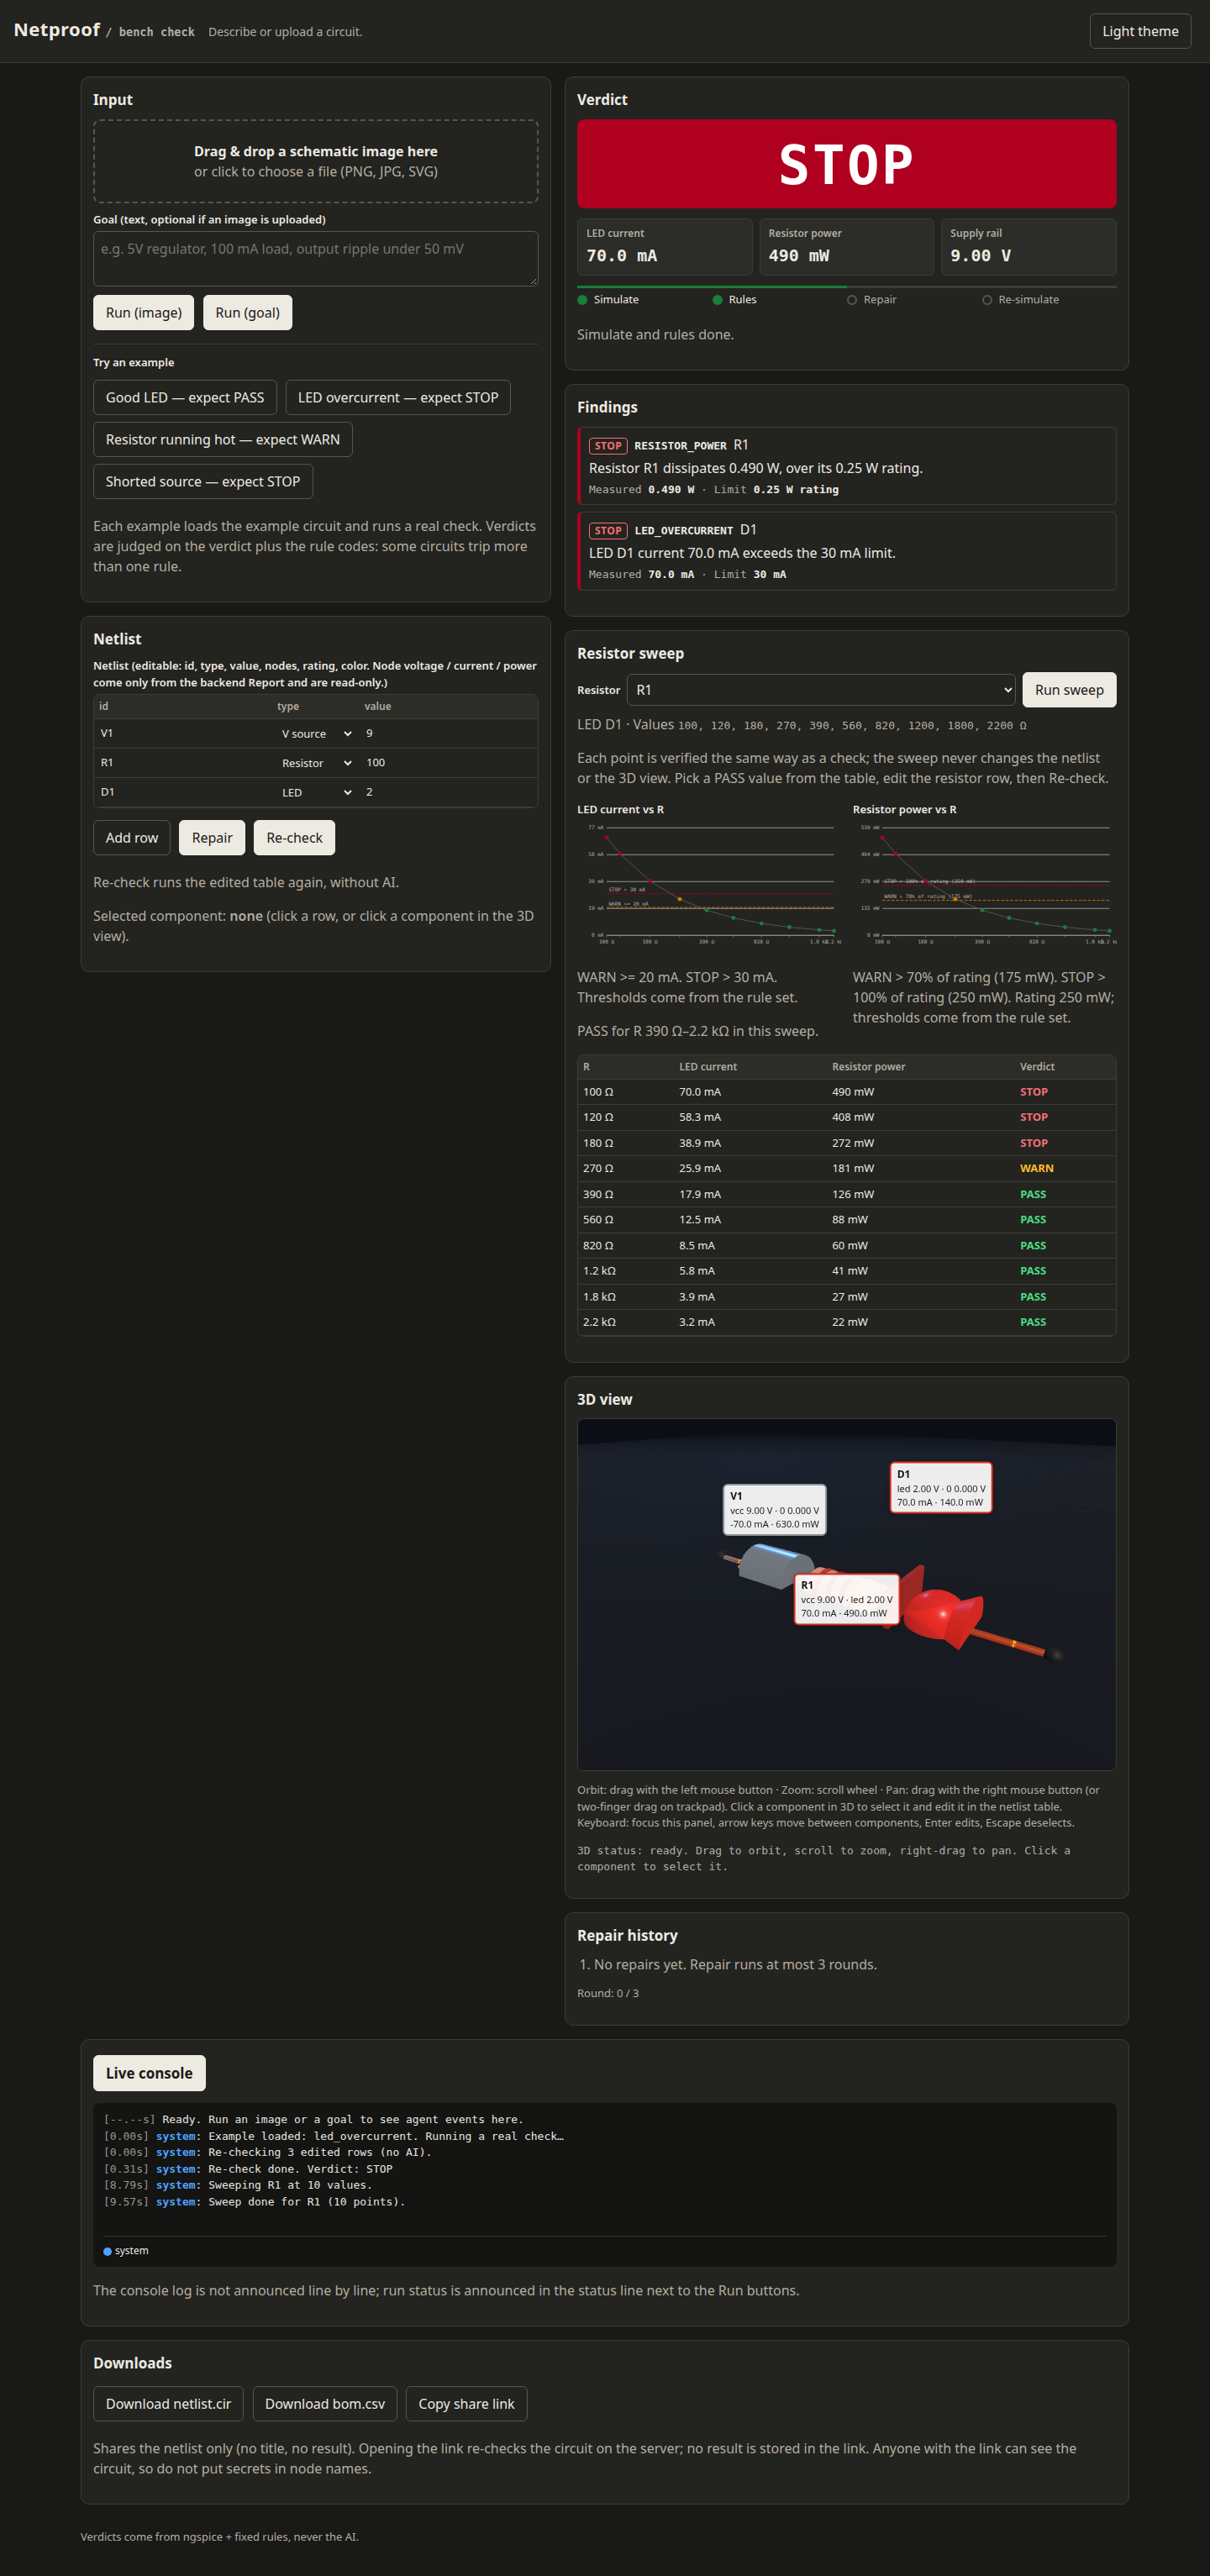 Netproof / bench check Describe or upload a circuit.
Light theme
Input
Drag & drop a schematic image here
or click to choose a file (PNG, JPG, SVG)
Goal (text, optional if an image is uploaded)
e.g. 5V regulator, 100 mA load, output ripple under 50 mV
Run (image) Run (goal)
Try an example
Good LED — expect PASS LED overcurrent — expect STOP
Resistor running hot — expect WARN
Shorted source — expect STOP
Each example loads the example circuit and runs a real check. Verdicts
are judged on the verdict plus the rule codes: some circuits trip more
than one rule.
Netlist
Netlist (editable: id, type, value, nodes, rating, color. Node voltage / current / power
come only from the backend Report and are read-only.)
id type value
V1 V source 9
R1 Resistor 100
D1 LED 2
Add row Repair Re-check
Re-check runs the edited table again, without AI.
Selected component: none (click a row, or click a component in the 3D
view).
Verdict
STOP
LED current Resistor power Supply rail
70.0 mA 490 mW 9.00 V
Simulate Rules Repair Re-simulate
Simulate and rules done.
Findings
STOP RESISTOR_POWER R1
Resistor R1 dissipates 0.490 W, over its 0.25 W rating.
Measured 0.490 W · Limit 0.25 W rating
STOP LED_OVERCURRENT D1
LED D1 current 70.0 mA exceeds the 30 mA limit.
Measured 70.0 mA · Limit 30 mA
Resistor sweep
Resistor R1 Run sweep
LED D1 · Values 100, 120, 180, 270, 390, 560, 820, 1200, 1800, 2200 Ω
Each point is verified the same way as a check; the sweep never changes the netlist
or the 3D view. Pick a PASS value from the table, edit the resistor row, then Re-check.
LED current vs R
77 mA
58 mA
STOP > 30 mA
WARN >= 20 mA
0 mA
100 Ω 180 Ω 390 Ω 820 Ω
WARN >= 20 mA. STOP > 30 mA.
Thresholds come from the rule set.
PASS for R 390 Ω–2.2 kΩ in this sweep.
Resistor power vs R
404 mW
270 mW
WARN > 70% of rating (175 mW)
135 mW
0 mW
100 Ω 180 Ω 390 Ω 820 Ω
WARN > 70% of rating (175 mW). STOP >
100% of rating (250 mW). Rating 250 mW;
thresholds come from the rule set.
R LED current Resistor power Verdict
100 Ω 70.0 mA 490 mW STOP
120 Ω 58.3 mA 408 mW STOP
180 Ω 38.9 mA 272 mW STOP
270 Ω 25.9 mA 181 mW WARN
390 Ω 17.9 mA 126 mW PASS
560 Ω 12.5 mA 88 mW PASS
820 Ω 8.5 mA 60 mW PASS
1.2 kΩ 5.8 mA 41 mW PASS
1.8 kΩ 3.9 mA 27 mW PASS
2.2 kΩ 3.2 mA 22 mW PASS
3D view
D1
led 2.00 V · 0 0.000 V
70.0 mA · 140.0 mW
V1
vcc 9.00 V · 0 0.000 V
-70.0 mA · 630.0 mW
R1
vcc 9.00 V · led 2.00 V
70.0 mA · 490.0 mW
Orbit: drag with the left mouse button · Zoom: scroll wheel · Pan: drag with the right mouse button (or
two-finger drag on trackpad). Click a component in 3D to select it and edit it in the netlist table.
Keyboard: focus this panel, arrow keys move between components, Enter edits, Escape deselects.
3D status: ready. Drag to orbit, scroll to zoom, right-drag to pan. Click a
component to select it.
Repair history
1. No repairs yet. Repair runs at most 3 rounds.
Round: 0 / 3
Live console
[--.--s] Ready. Run an image or a goal to see agent events here.
[0.00s] system: Example loaded: led_overcurrent. Running a real check…
[0.00s] system: Re-checking 3 edited rows (no AI).
[0.31s] system: Re-check done. Verdict: STOP
[8.79s] system: Sweeping R1 at 10 values.
[9.57s] system: Sweep done for R1 (10 points).
system
The console log is not announced line by line; run status is announced in the status line next to the Run buttons.
Downloads
Download netlist.cir Download bom.csv Copy share link
Shares the netlist only (no title, no result). Opening the link re-checks the circuit on the server; no result is stored in the link. Anyone with the link can see the
circuit, so do not put secrets in node names.
Verdicts come from ngspice + fixed rules, never the AI.